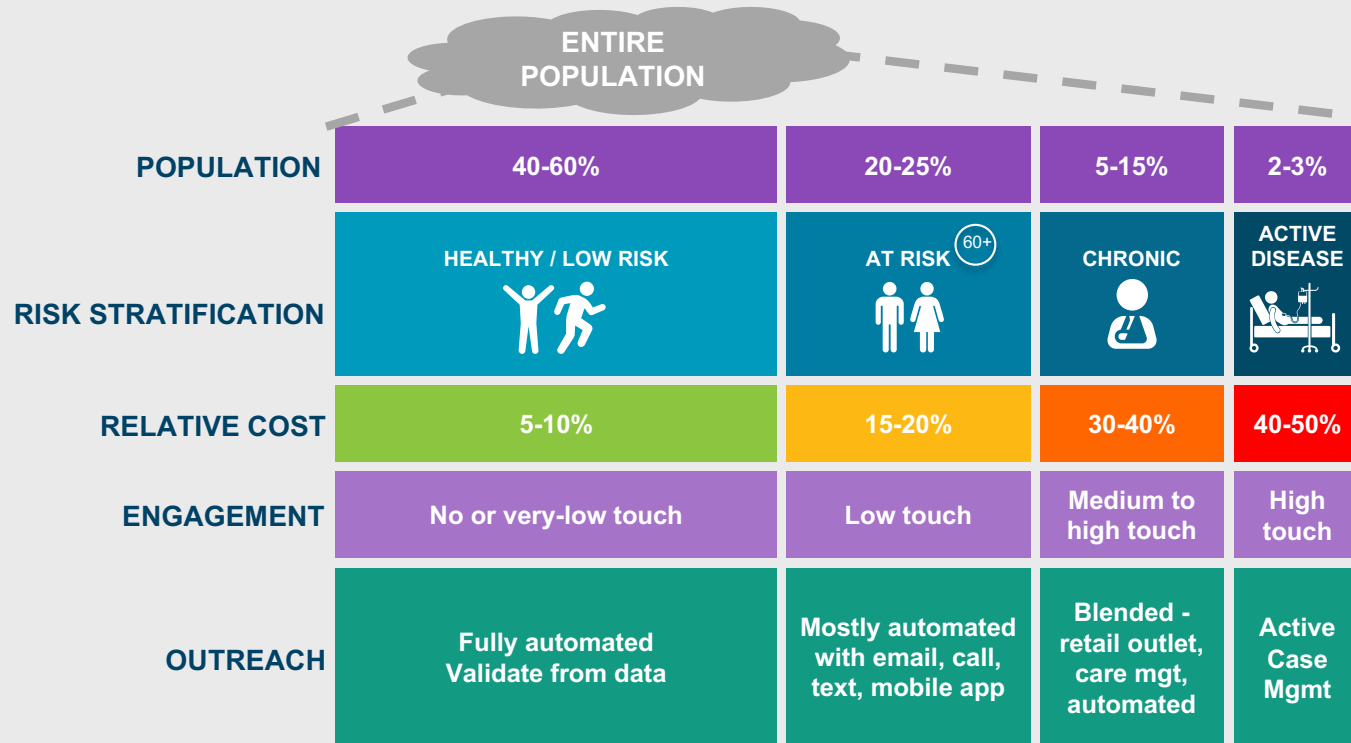 ENTIRE
POPULATION
POPULATION
40-60%
20-25%
5-15%
2-3%
RISK STRATIFICATION
HEALTHY / LOW RISK
AT RISK
60+
CHRONIC
ACTIVE
DISEASE
RELATIVE COST
5-10%
15-20%
30-40%
40-50%
ENGAGEMENT
No or very-low touch
Low touch
Medium to
high touch
High
touch
OUTREACH
Fully automated
Validate from data
Mostly automated
with email, call,
text, mobile app
Blended -
retail outlet,
care mgt,
automated
Active
Case
Mgmt